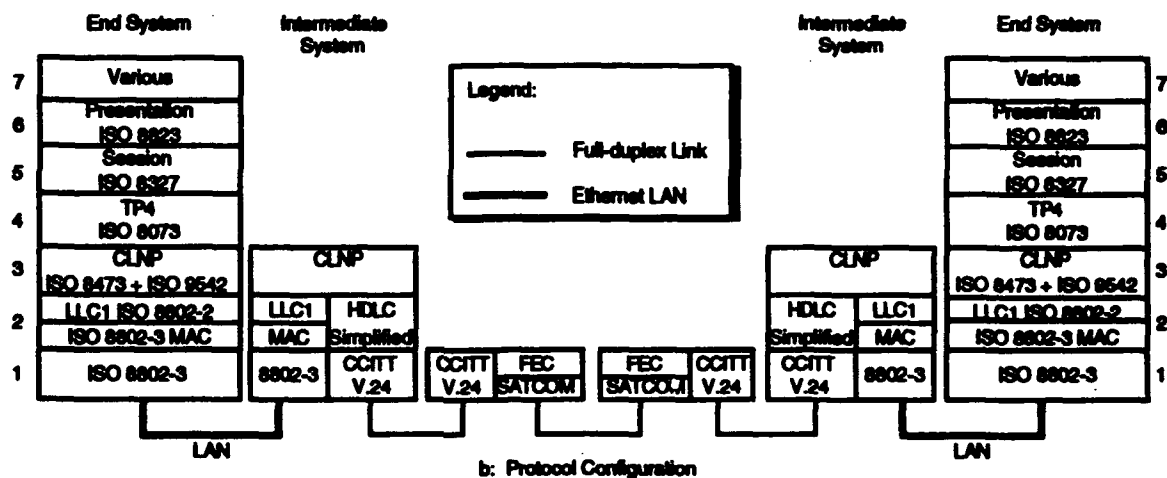 End System
Intermediate
System
Intermediate
System
End System
7
Various
6
Presentation
ISO 8823
5
Session
ISO 8327
4
TP4
ISO 8073
3
CLNP
ISO 8473 + ISO 9542
2
LLC1 ISO 8802-2
ISO 8802-3 MAC
1
ISO 8802-3
CLNP
LLC1
MAC
HDLC
Simplified
8802-3
CCITT
V.24
Legend:
Full-duplex Link
Ethernet LAN
CCITT
V.24
FEC
SATCOM
FEC
SATCOM
CCITT
V.24
CLNP
HDLC
Simplified
LLC1
MAC
CCITT
V.24
8802-3
Various
7
Presentation
ISO 8823
6
Session
ISO 8327
5
TP4
ISO 8073
4
CLNP
ISO 8473 + ISO 9542
3
LLC1 ISO 8802-2
ISO 8802-3 MAC
2
ISO 8802-3
1
LAN
LAN
b: Protocol Configuration